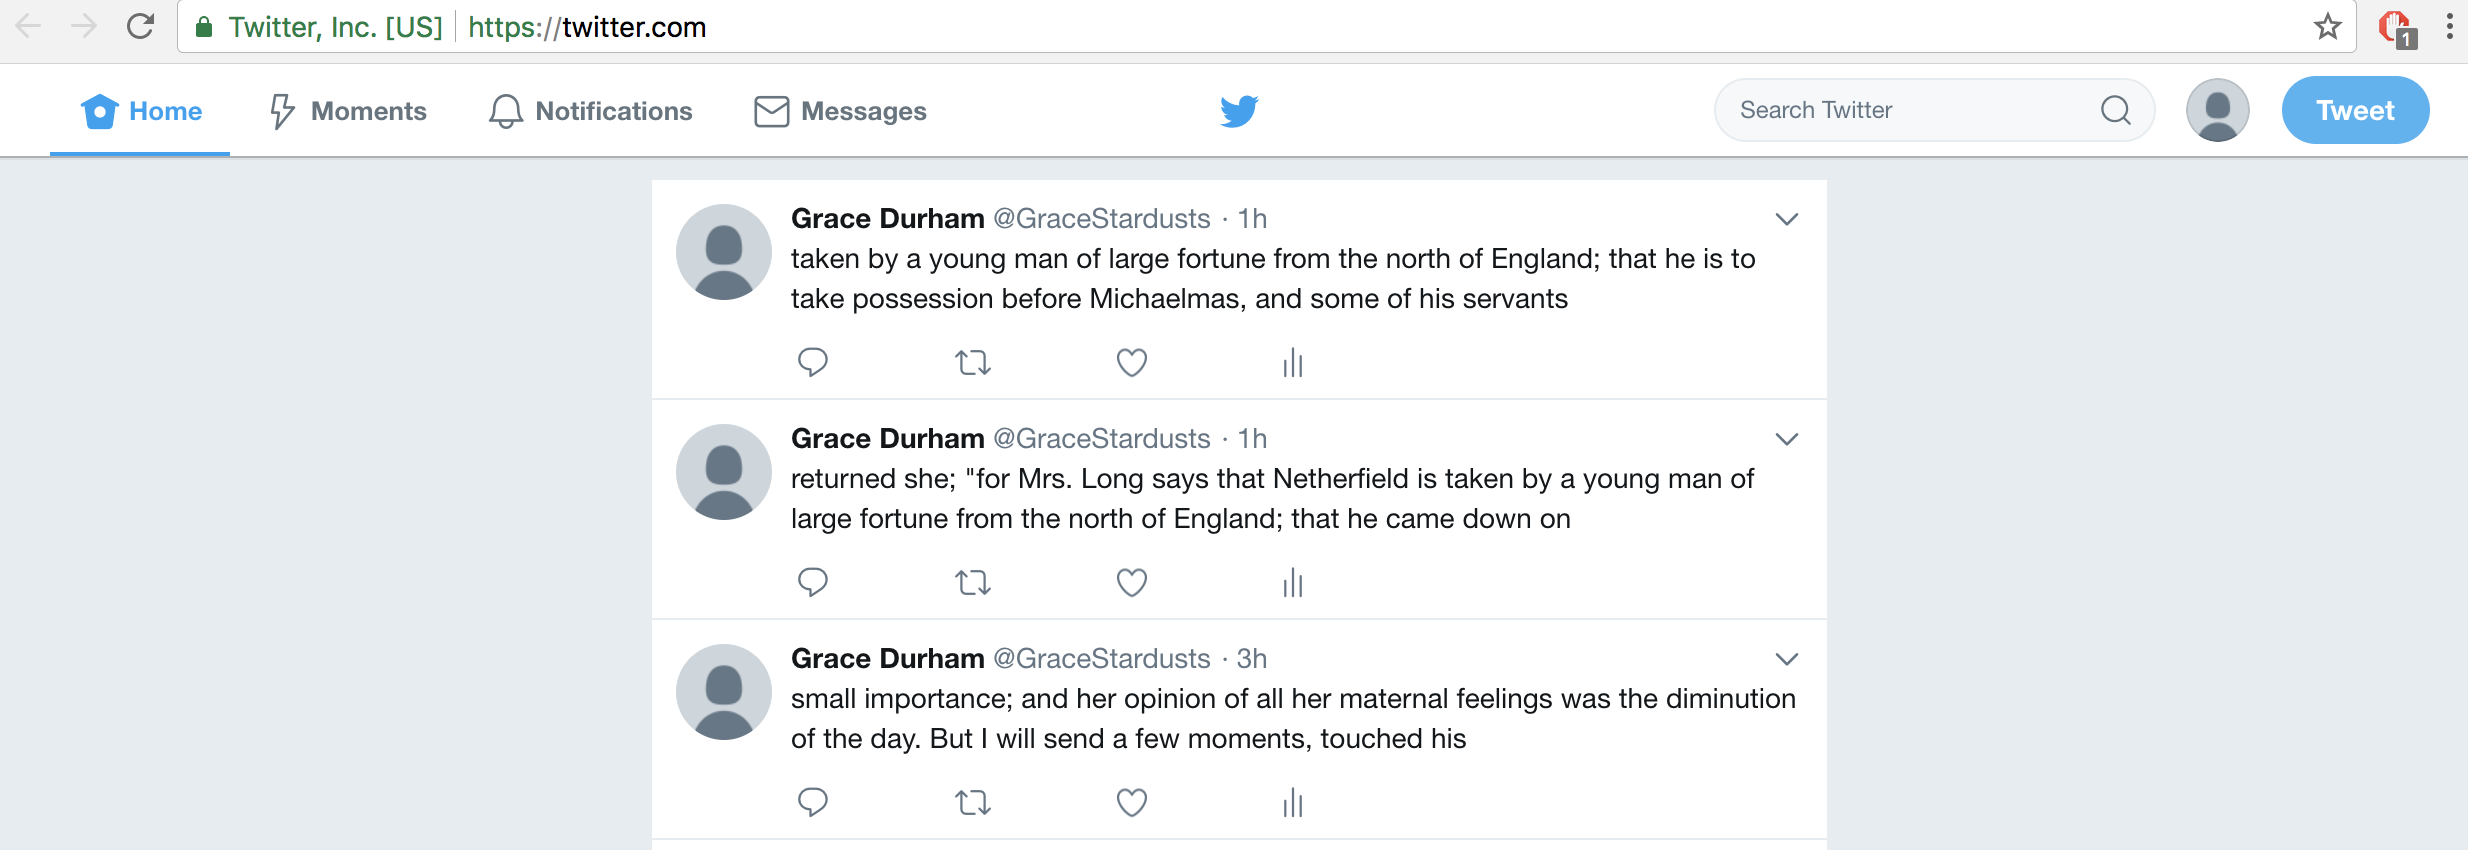 Twitter, Inc. [US] https://twitter.com
1
Home Moments Notifications Messages Search Twitter Tweet
Grace Durham @GraceStardusts · 1h
taken by a young man of large fortune from the north of England; that he is to
take possession before Michaelmas, and some of his servants
Grace Durham @GraceStardusts · 1h
returned she; "for Mrs. Long says that Netherfield is taken by a young man of
large fortune from the north of England; that he came down on
Grace Durham @GraceStardusts · 3h
small importance; and her opinion of all her maternal feelings was the diminution
of the day. But I will send a few moments, touched his